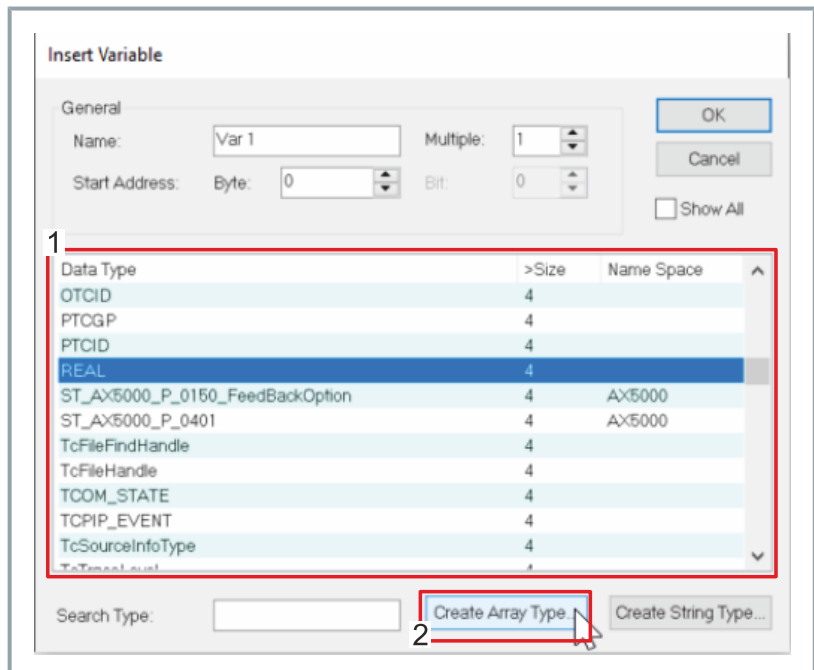 Insert Variable
General
Name: Var 1 Multiple: 1 OK
Start Address: Byte: 0 Bit: 0 Cancel
Show All
1
Data Type >Size Name Space
OTCID 4
PTCGP 4
PTCID 4
REAL 4
ST_AX5000_P_0150_FeedBackOption 4 AX5000
ST_AX5000_P_0401 4 AX5000
TcFileFindHandle 4
TcFileHandle 4
TCOM_STATE 4
TCPIP_EVENT 4
TcSourceInfoType 4
Search Type: Create Array Type... Create String Type...
2